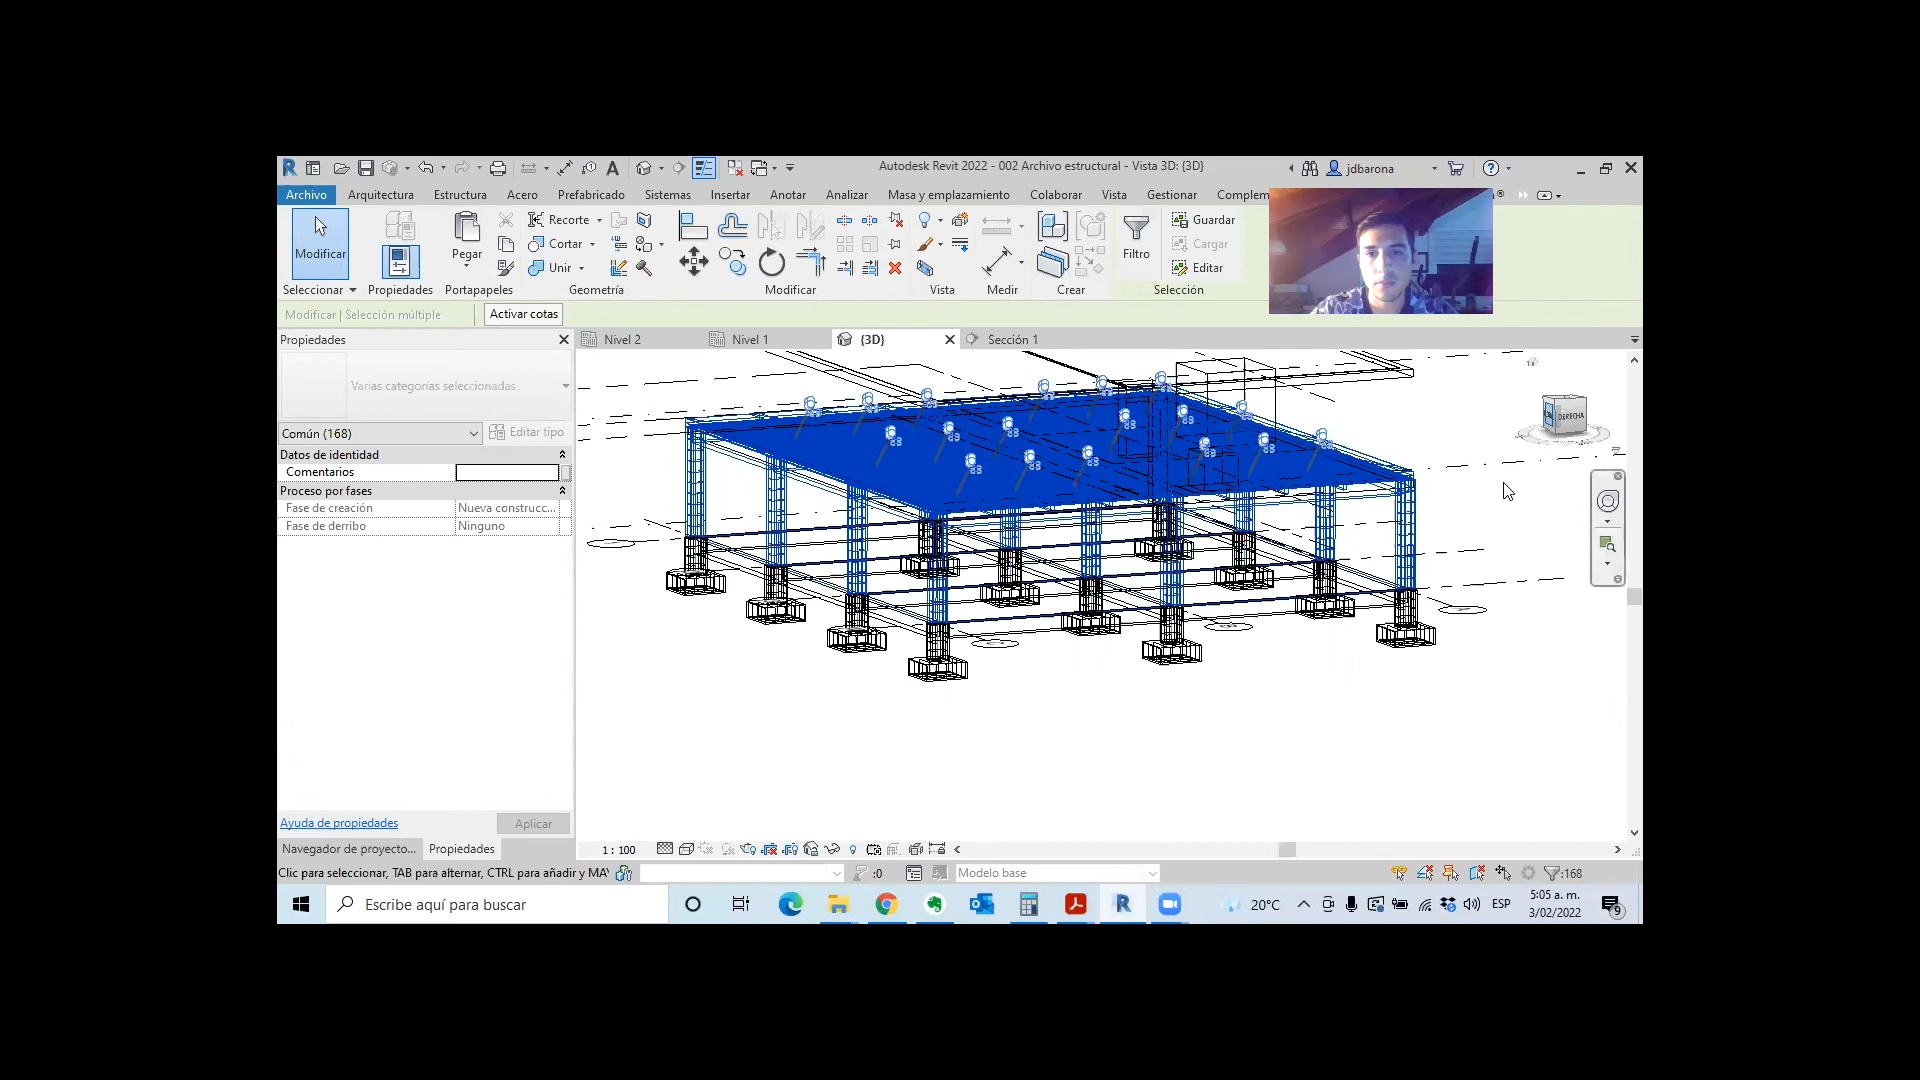 Autodesk Revit 2022 - 002 Archivo estructural - Vista 3D: {3D}
jdbarona
Archivo Arquitectura Estructura Acero Prefabricado Sistemas Insertar Anotar Analizar Masa y emplazamiento Colaborar Vista Gestionar Complem
Modificar
Pegar
Recorte
Cortar
Unir
Filtro
Guardar
Cargar
Editar
Seleccionar Propiedades Portapapeles Geometría Modificar Vista Medir Crear Selección
Modificar | Selección múltiple Activar cotas
Propiedades
Nivel 2 Nivel 1 {3D} Sección 1
Varias categorías seleccionadas
Común (168) Editar tipo
Datos de identidad
Comentarios
Proceso por fases
Fase de creación Nueva construcc...
Fase de derribo Ninguno
DERECHA
Ayuda de propiedades Aplicar
Navegador de proyecto... Propiedades
1 : 100
Clic para seleccionar, TAB para alternar, CTRL para añadir y MA
:0 Modelo base :168
Escribe aquí para buscar
20°C ESP
5:05 a. m.
3/02/2022
9